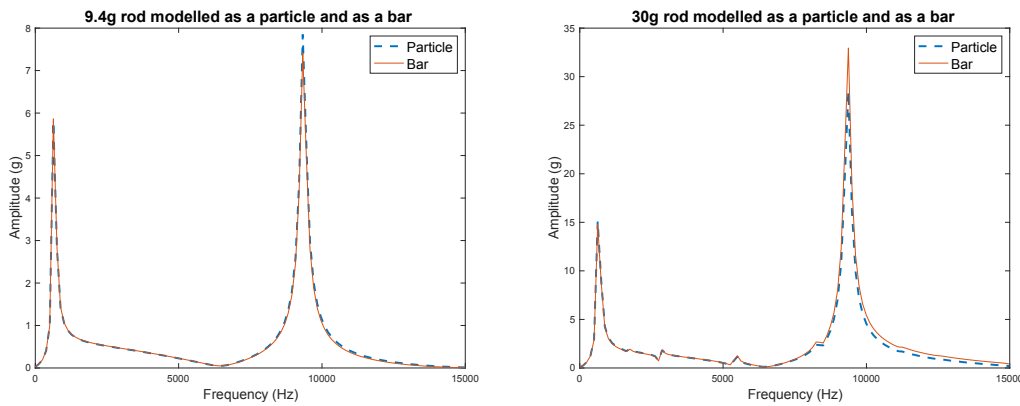 9.4g rod modelled as a particle and as a bar
8
7
6
5
4
3
2
1
0
Amplitude (g)
Particle
Bar
0
5000
10000
15000
Frequency (Hz)
30g rod modelled as a particle and as a bar
35
30
25
20
15
10
5
0
Amplitude (g)
Particle
Bar
0
5000
10000
15000
Frequency (Hz)